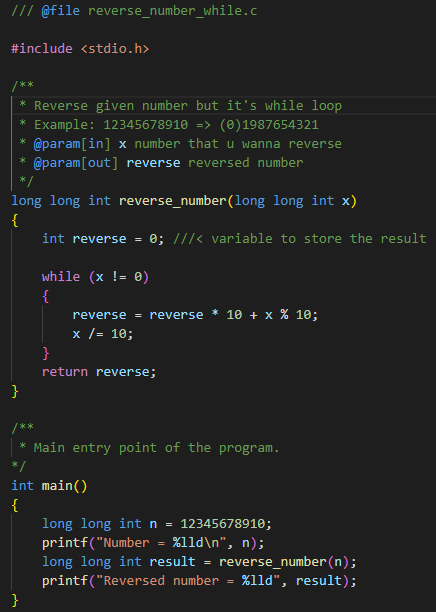 /// @file reverse_number_while.c
#include <stdio.h>
/**
* Reverse given number but it's while loop
* Example: 12345678910 => (0)1987654321
* @param[in] x number that u wanna reverse
* @param[out] reverse reversed number
*/
long long int reverse_number(long long int x)
{
int reverse = 0; ///< variable to store the result
while (x != 0)
{
reverse = reverse * 10 + x % 10;
x /= 10;
}
return reverse;
}
/**
* Main entry point of the program.
*/
int main()
{
long long int n = 12345678910;
printf("Number = %lld\n", n);
long long int result = reverse_number(n);
printf("Reversed number = %lld", result);
}